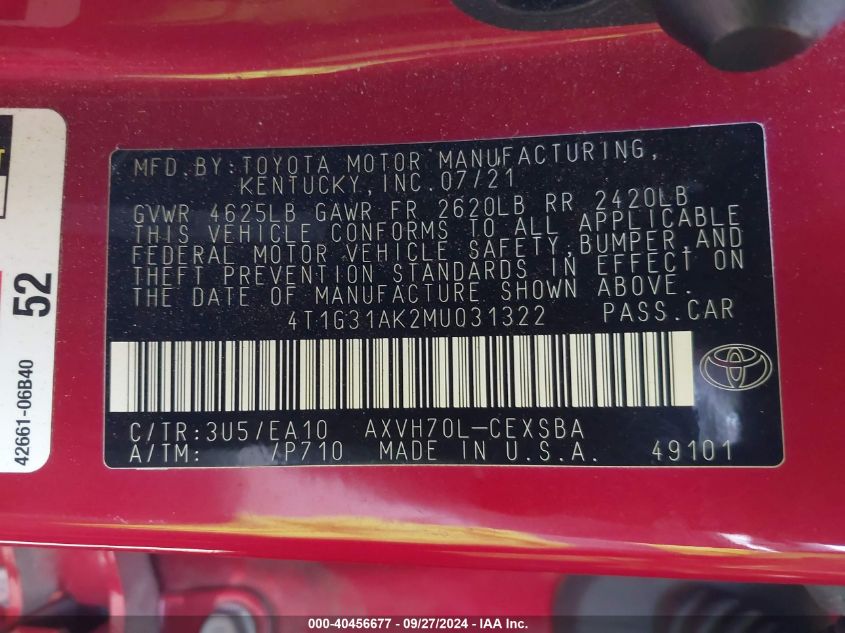 MFD. BY: TOYOTA MOTOR MANUFACTURING,
KENTUCKY, INC. 07/21
GVWR 4625LB GAWR FR 2620LB RR 2420LB
THIS VEHICLE CONFORMS TO ALL APPLICABLE
FEDERAL MOTOR VEHICLE SAFETY, BUMPER, AND
THEFT PREVENTION STANDARDS IN EFFECT ON
THE DATE OF MANUFACTURE SHOWN ABOVE.
4T1G31AK2MU031322 PASS. CAR
C/TR: 3U5/EA10 AXVH70L-CEXSBA
A/TM: /P710 MADE IN U.S.A. 49101
52
42661-06B40
000-40456677 - 09/27/2024 - IAA Inc.